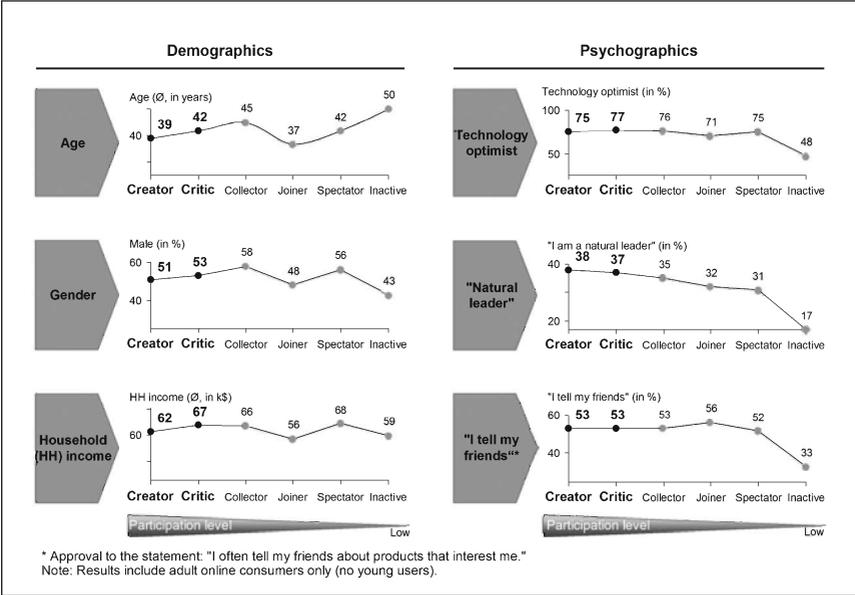 Demographics
Age
Age (Ø, in years)
40
39
42
45
37
42
50
Creator Critic Collector Joiner Spectator Inactive
Gender
Male (in %)
60
40
51
53
58
48
56
43
Creator Critic Collector Joiner Spectator Inactive
Household
(HH) income
HH income (Ø, in k$)
60
62
67
66
56
68
59
Creator Critic Collector Joiner Spectator Inactive
Participation level
Low
Psychographics
Technology
optimist
Technology optimist (in %)
100
50
75
77
76
71
75
48
Creator Critic Collector Joiner Spectator Inactive
"Natural
leader"
"I am a natural leader" (in %)
40
20
38
37
35
32
31
17
Creator Critic Collector Joiner Spectator Inactive
"I tell my
friends“*
"I tell my friends" (in %)
60
40
53
53
53
56
52
33
Creator Critic Collector Joiner Spectator Inactive
Participation level
Low
* Approval to the statement: "I often tell my friends about products that interest me."
Note: Results include adult online consumers only (no young users).